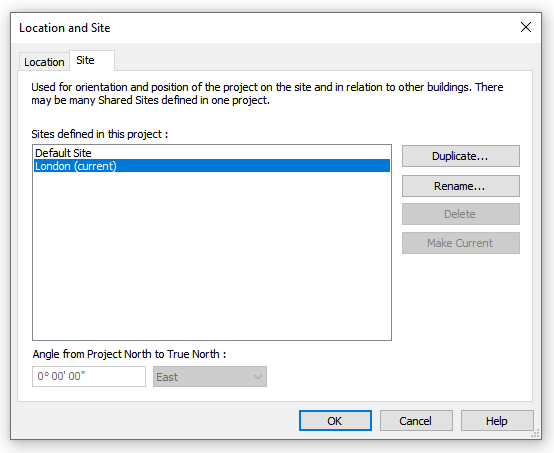 Location and Site
Location
Site
Used for orientation and position of the project on the site and in relation to other buildings. There
may be many Shared Sites defined in one project.
Sites defined in this project :
Default Site
London (current)
Duplicate...
Rename...
Delete
Make Current
Angle from Project North to True North :
0° 00' 00"
East
OK
Cancel
Help